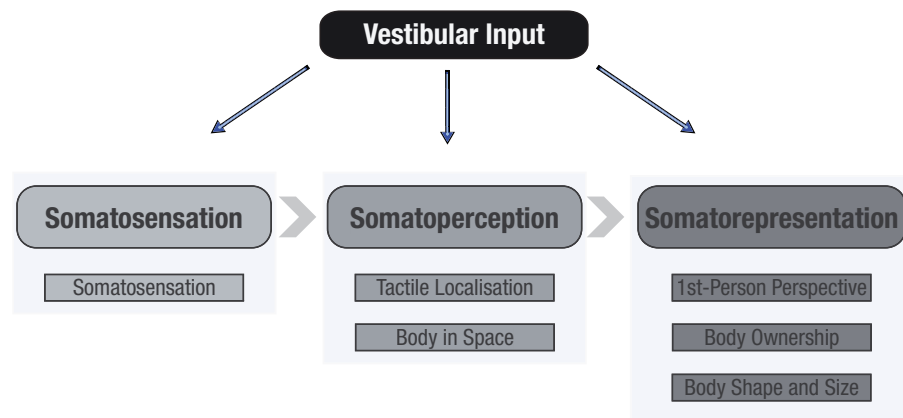 Vestibular Input
Somatosensation
Somatoperception
Somatorepresentation
Somatosensation
Tactile Localisation
1st-Person Perspective
Body in Space
Body Ownership
Body Shape and Size